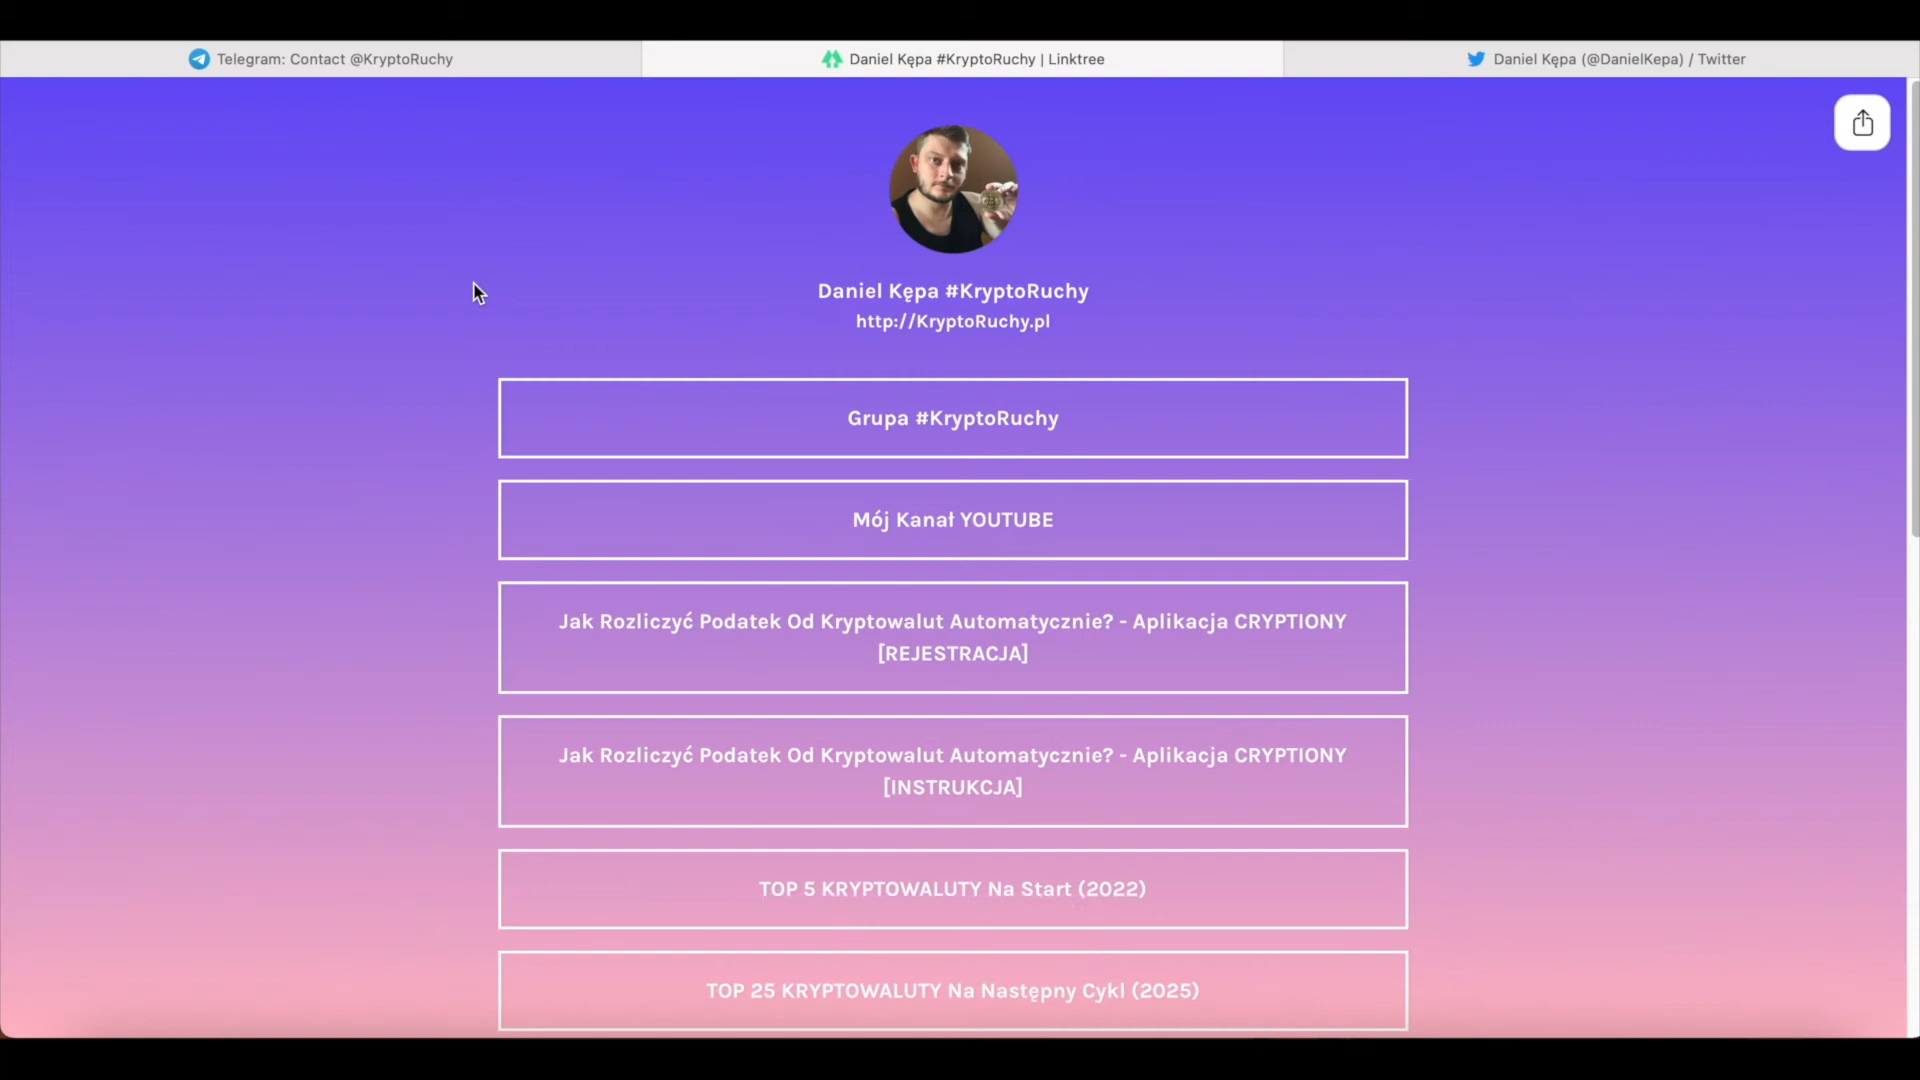 Telegram: Contact @KryptoRuchy
Daniel Kępa #KryptoRuchy | Linktree
Daniel Kępa (@DanielKepa) / Twitter
Daniel Kępa #KryptoRuchy
http://KryptoRuchy.pl
Grupa #KryptoRuchy
Mój Kanał YOUTUBE
Jak Rozliczyć Podatek Od Kryptowalut Automatycznie? - Aplikacja CRYPTIONY
[REJESTRACJA]
Jak Rozliczyć Podatek Od Kryptowalut Automatycznie? - Aplikacja CRYPTIONY
[INSTRUKCJA]
TOP 5 KRYPTOWALUTY Na Start (2022)
TOP 25 KRYPTOWALUTY Na Następny Cykl (2025)